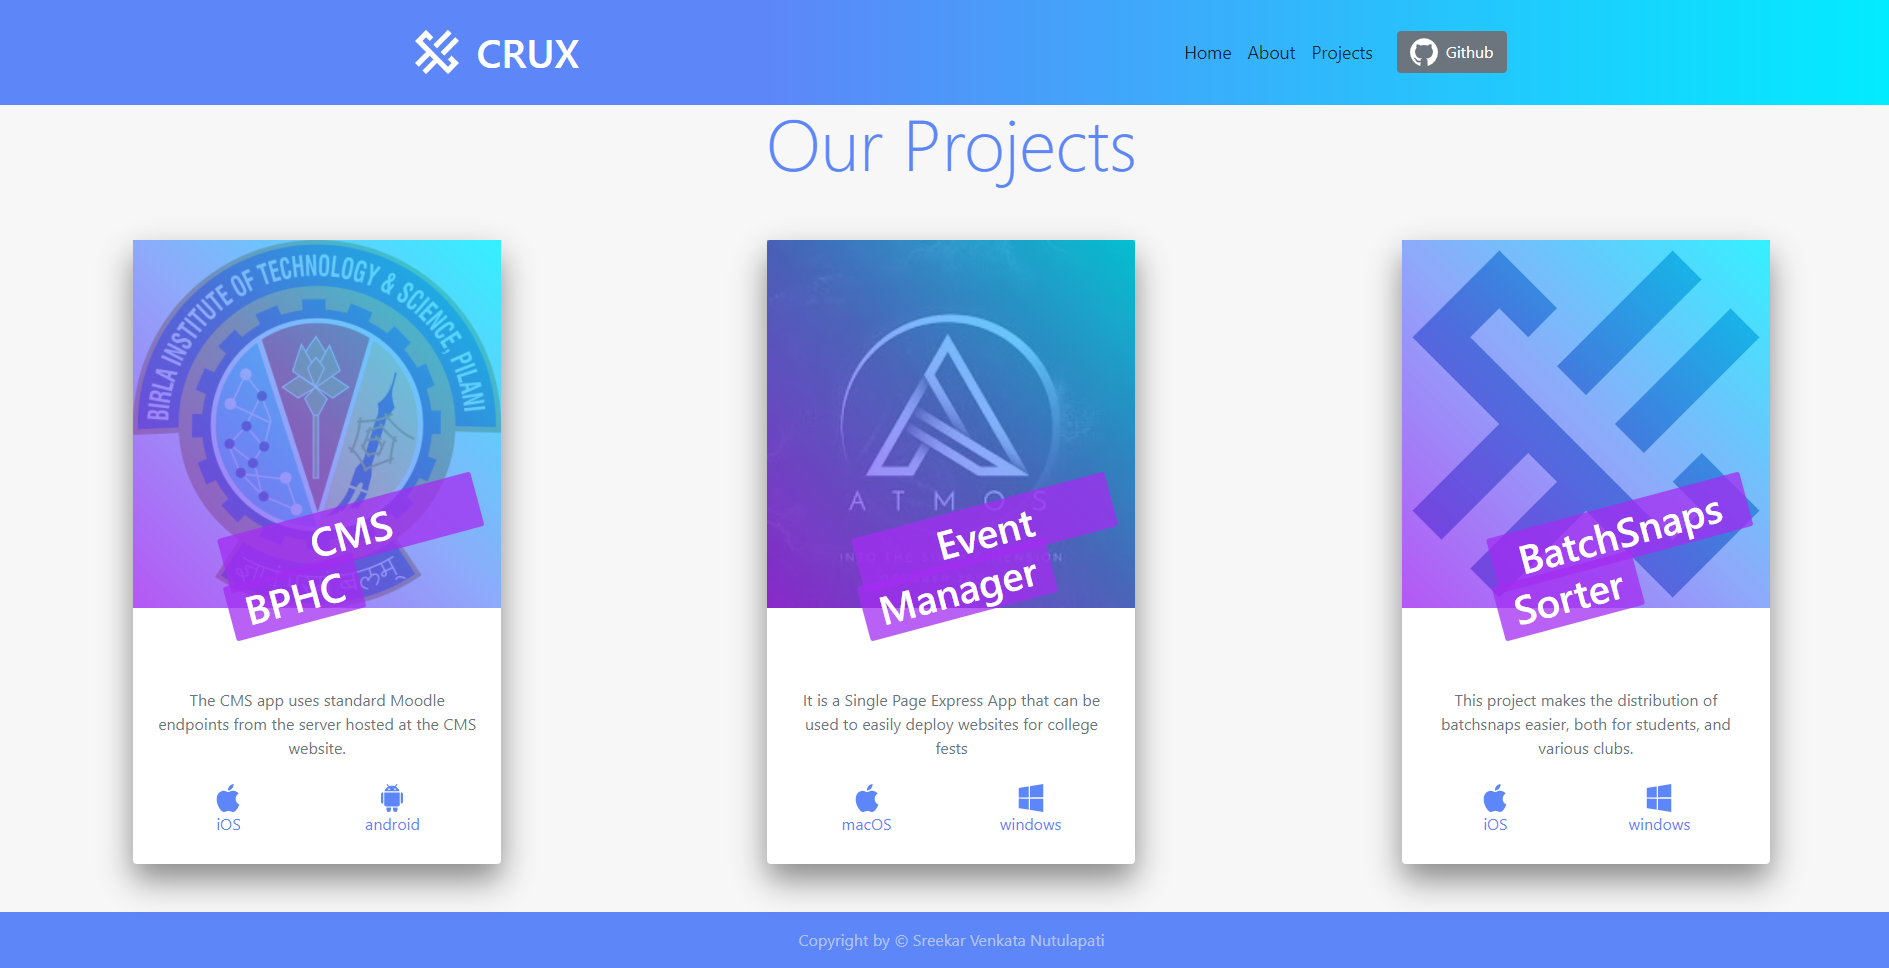 CRUX
Home About Projects Github
Our Projects
BIRLA INSTITUTE OF TECHNOLOGY & SCIENCE, PILANI
CMS
BPHC
The CMS app uses standard Moodle
endpoints from the server hosted at the CMS
website.
iOS android
ATMOS
Event
Manager
It is a Single Page Express App that can be
used to easily deploy websites for college
fests
macOS windows
BatchSnaps
Sorter
This project makes the distribution of
batchsnaps easier, both for students, and
various clubs.
iOS windows
Copyright by © Sreekar Venkata Nutulapati